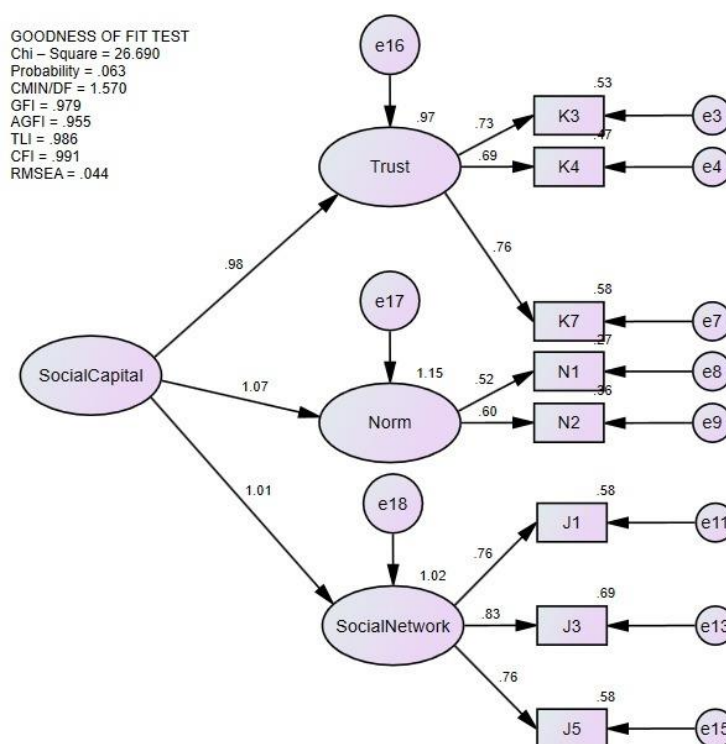 GOODNESS OF FIT TEST
Chi – Square = 26.690
Probability = .063
CMIN/DF = 1.570
GFI = .979
AGFI = .955
TLI = .986
CFI = .991
RMSEA = .044
e16
.97
Trust
.73
.53
K3
e3
.69
.47
K4
e4
.76
.58
K7
e7
.98
SocialCapital
1.07
1.01
e17
1.15
Norm
.52
.27
N1
e8
.60
.36
N2
e9
e18
1.02
SocialNetwork
.76
.58
J1
e11
.83
.69
J3
e13
.76
.58
J5
e15